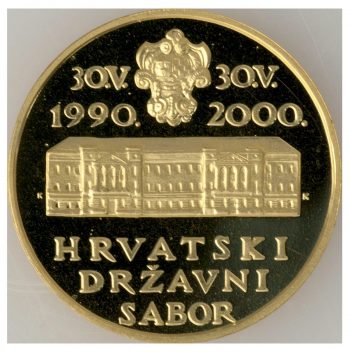 30.V. 30.V.
1990. 2000.
K K
HRVATSKI
DRŽAVNI
SABOR